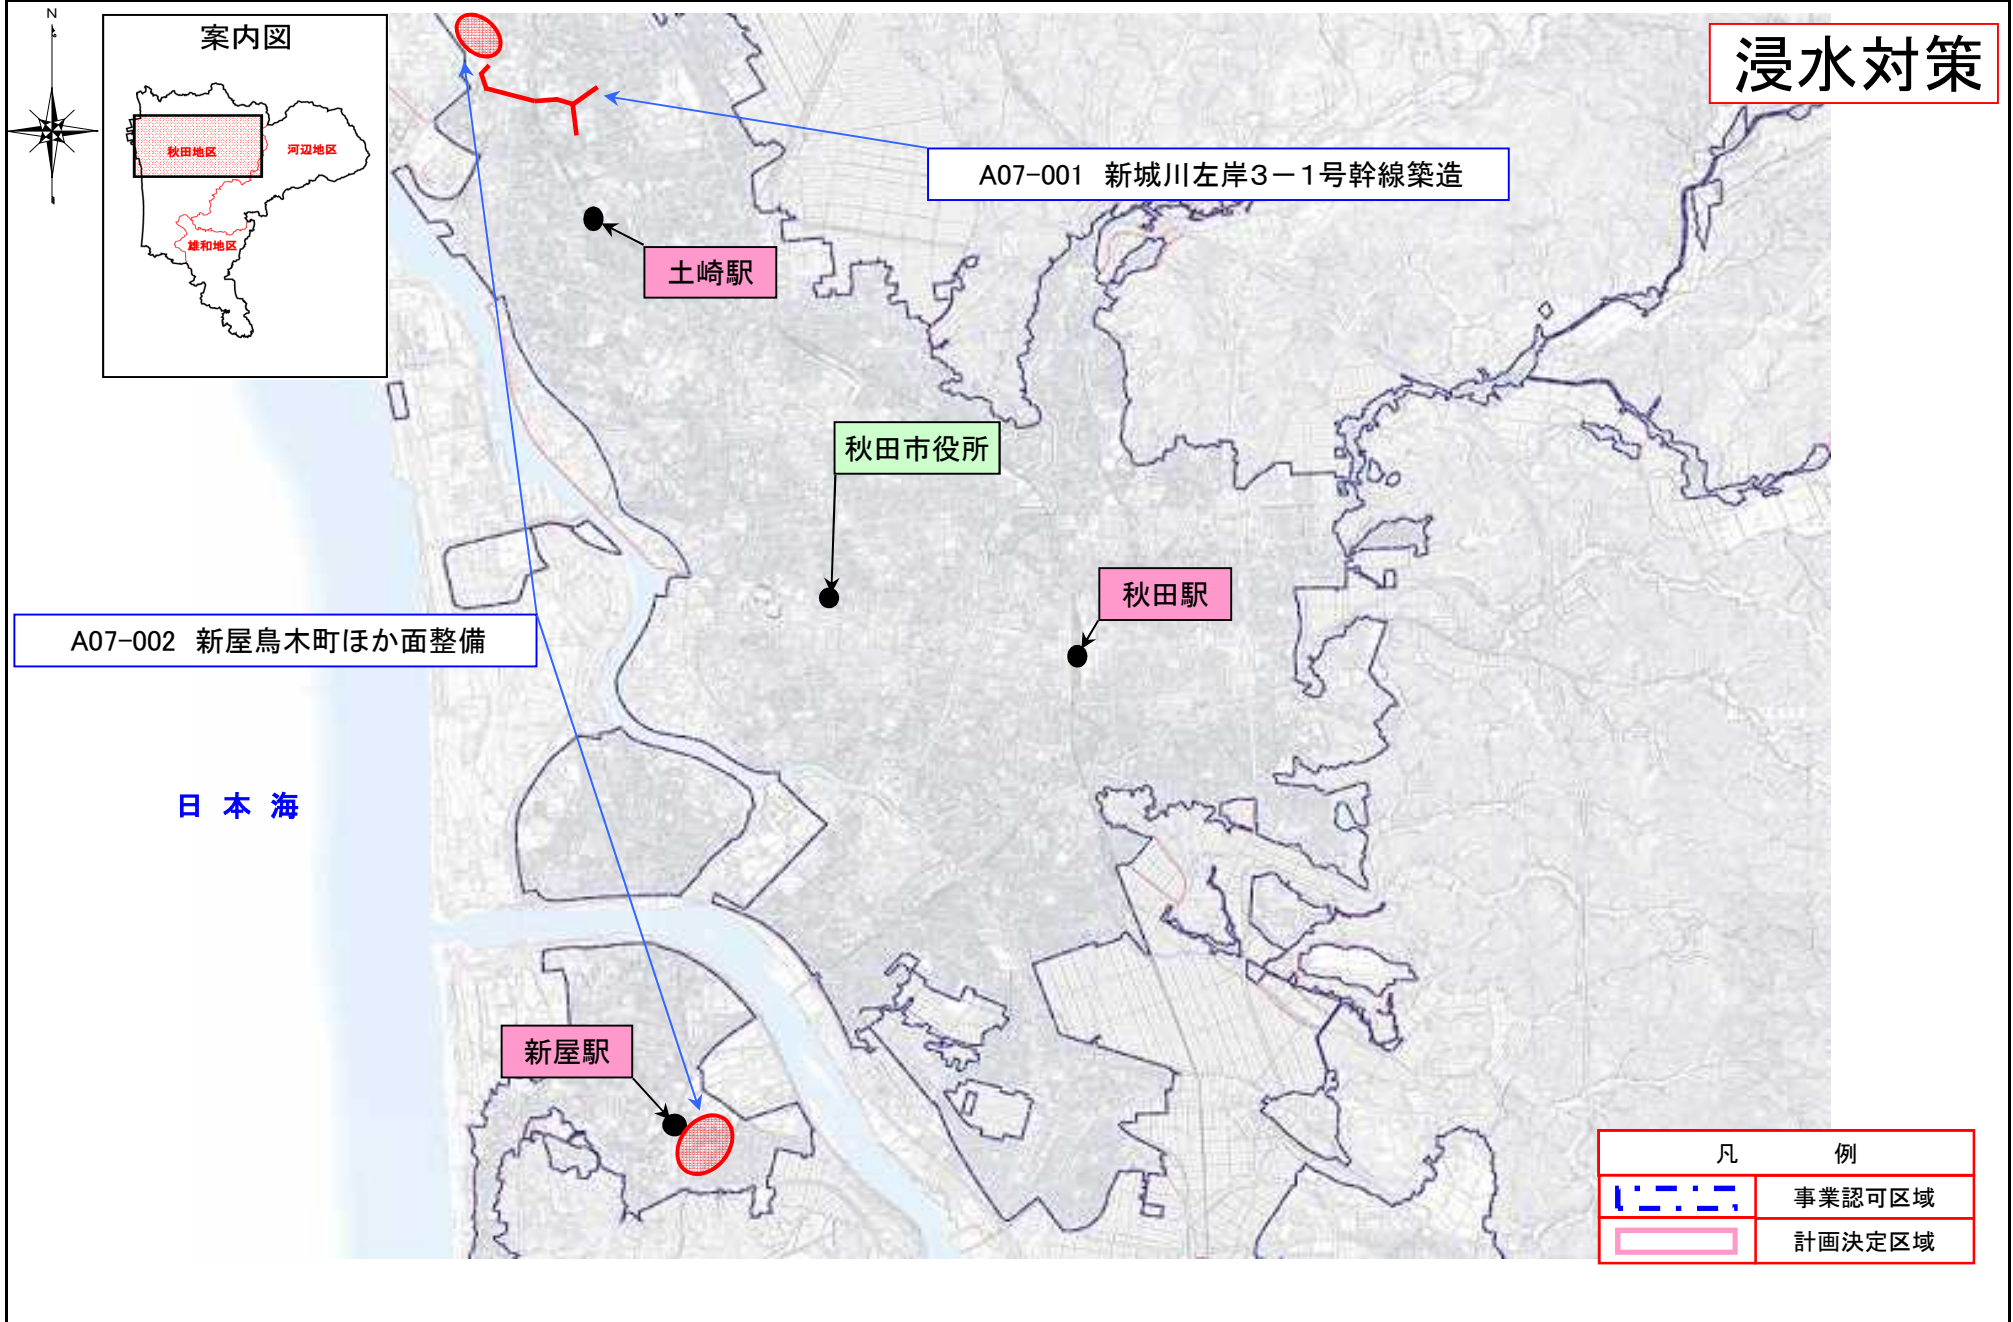 N
案内図
秋田地区
河辺地区
雄和地区
浸水対策
A07-001 新城川左岸3－1号幹線築造
土崎駅
秋田市役所
秋田駅
A07-002 新屋鳥木町ほか面整備
日本海
新屋駅
凡例
事業認可区域
計画決定区域